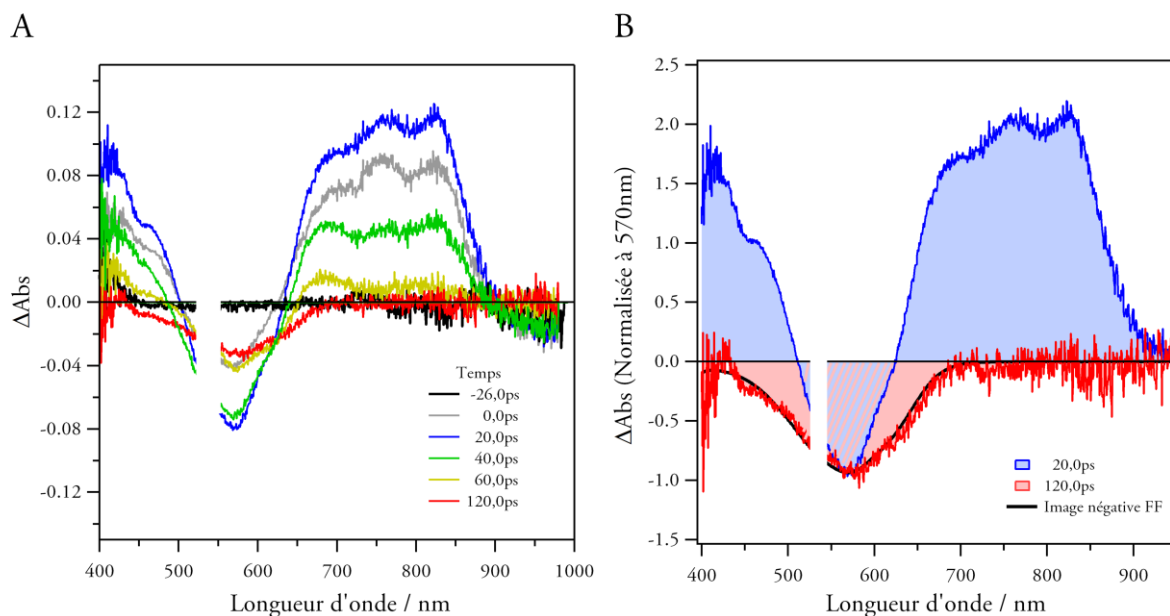 A
ΔAbs
0.12
0.08
0.04
0.00
-0.04
-0.08
-0.12
Temps
-26,0ps
0,0ps
20,0ps
40,0ps
60,0ps
120,0ps
400 500 600 700 800 900 1000
Longueur d'onde / nm
B
ΔAbs (Normalisée à 570nm)
2.5
2.0
1.5
1.0
0.5
0.0
-0.5
-1.0
-1.5
20,0ps
120,0ps
Image négative FF
400 500 600 700 800 900
Longueur d'onde / nm